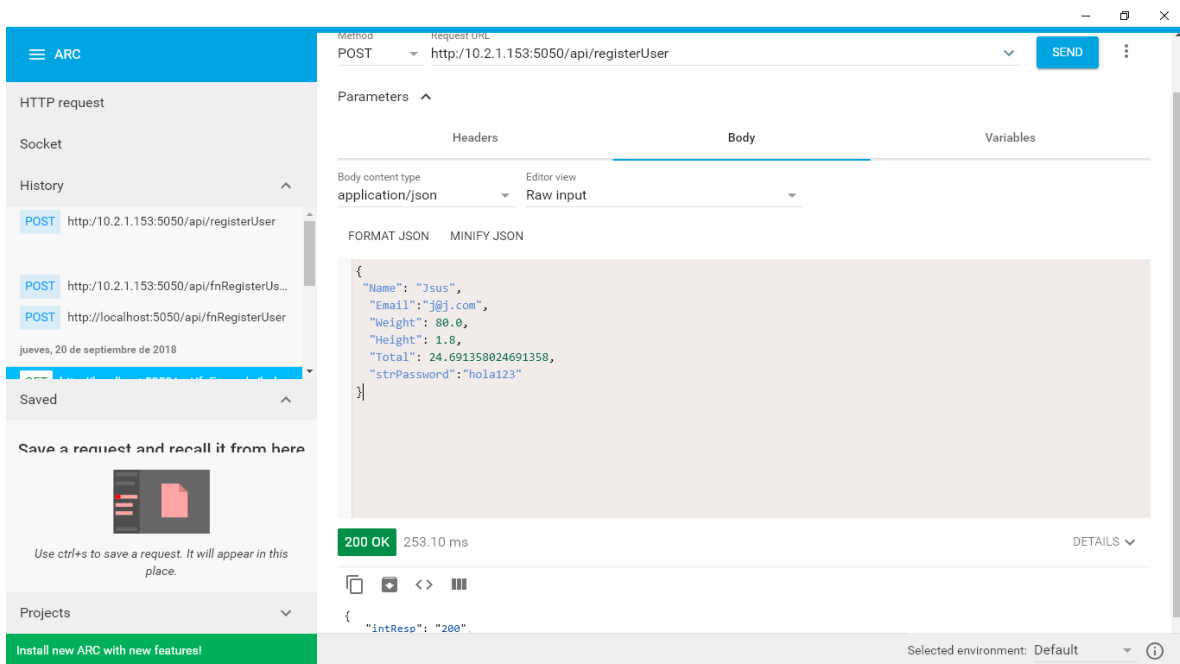 ARC
HTTP request
Socket
History
POST http:/10.2.1.153:5050/api/registerUser
POST http:/10.2.1.153:5050/api/fnRegisterUs...
POST http://localhost:5050/api/fnRegisterUser
jueves, 20 de septiembre de 2018
Saved
Save a request and recall it from here
Use ctrl+s to save a request. It will appear in this
place.
Projects
Install new ARC with new features!
Method Request URL
POST http:/10.2.1.153:5050/api/registerUser
SEND
Parameters
Headers Body Variables
Body content type Editor view
application/json Raw input
FORMAT JSON MINIFY JSON
{
"Name": "Jsus",
"Email":"j@j.com",
"Weight": 80.0,
"Height": 1.8,
"Total": 24.691358024691358,
"strPassword":"hola123"
}
200 OK 253.10 ms
DETAILS
{
"intResp": "200",
Selected environment: Default